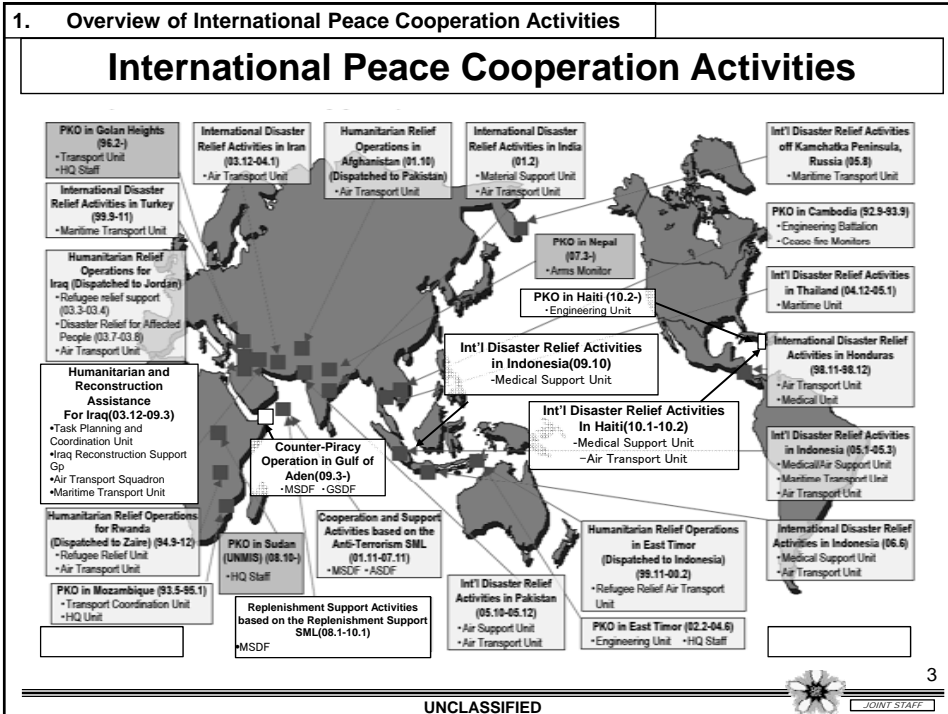 1. Overview of International Peace Cooperation Activities
International Peace Cooperation Activities
PKO in Golan Heights
(96.2-)
・Transport Unit
・HQ Staff
International Disaster
Relief Activities in Iran
(03.12-04.1)
・Air Transport Unit
Humanitarian Relief
Operations in
Afghanistan (01.10)
(Dispatched to Pakistan)
・Air Transport Unit
International Disaster
Relief Activities in India
(01.2)
・Material Support Unit
・Air Transport Unit
Int'l Disaster Relief Activities
off Kamchatka Peninsula,
Russia (05.8)
・Maritime Transport Unit
International Disaster
Relief Activities in Turkey
(99.9-11)
・Maritime Transport Unit
PKO in Cambodia (92.9-93.9)
・Engineering Battalion
・Cease fire Monitors
PKO in Nepal
(07.3-)
・Arms Monitor
Humanitarian Relief
Operations for
Iraq (Dispatched to Jordan)
・Refugee relief support
(03.3-03.4)
・Disaster Relief for Affected
People (03.7-03.8)
・Air Transport Unit
Int'l Disaster Relief Activities
in Thailand (04.12-05.1)
・Maritime Unit
PKO in Haiti (10.2-)
・Engineering Unit
International Disaster Relief
Activities in Honduras
(98.11-98.12)
・Air Transport Unit
・Medical Unit
Int'l Disaster Relief Activities
in Indonesia(09.10)
-Medical Support Unit
Humanitarian and
Reconstruction
Assistance
For Iraq(03.12-09.3)
•Task Planning and
Coordination Unit
•Iraq Reconstruction Support
Gp
•Air Transport Squadron
•Maritime Transport Unit
Int'l Disaster Relief Activities
In Haiti(10.1-10.2)
-Medical Support Unit
-Air Transport Unit
Counter-Piracy
Operation in Gulf of
Aden(09.3-)
・MSDF ・GSDF
Int'l Disaster Relief Activities
in Indonesia (05.1-05.3)
・Medical/Air Support Unit
・Maritime Transport Unit
・Air Transport Unit
Humanitarian Relief Operations
for Rwanda
(Dispatched to Zaire) (94.9-12)
・Refugee Relief Unit
・Air Transport Unit
PKO in Sudan
(UNMIS) (08.10-)
・HQ Staff
Cooperation and Support
Activities based on the
Anti-Terrorism SML
(01.11-07.11)
・MSDF ・ASDF
Humanitarian Relief Operations
in East Timor
(Dispatched to Indonesia)
(99.11-00.2)
・Refugee Relief Air Transport
Unit
International Disaster Relief
Activities in Indonesia (06.6)
・Medical Support Unit
・Air Transport Unit
PKO in Mozambique (93.5-95.1)
・Transport Coordination Unit
・HQ Unit
Replenishment Support Activities
based on the Replenishment Support
SML(08.1-10.1)
•MSDF
Int'l Disaster Relief
Activities in Pakistan
(05.10-05.12)
・Air Support Unit
・Air Transport Unit
PKO in East Timor (02.2-04.6)
・Engineering Unit ・HQ Staff
3
UNCLASSIFIED
JOINT STAFF